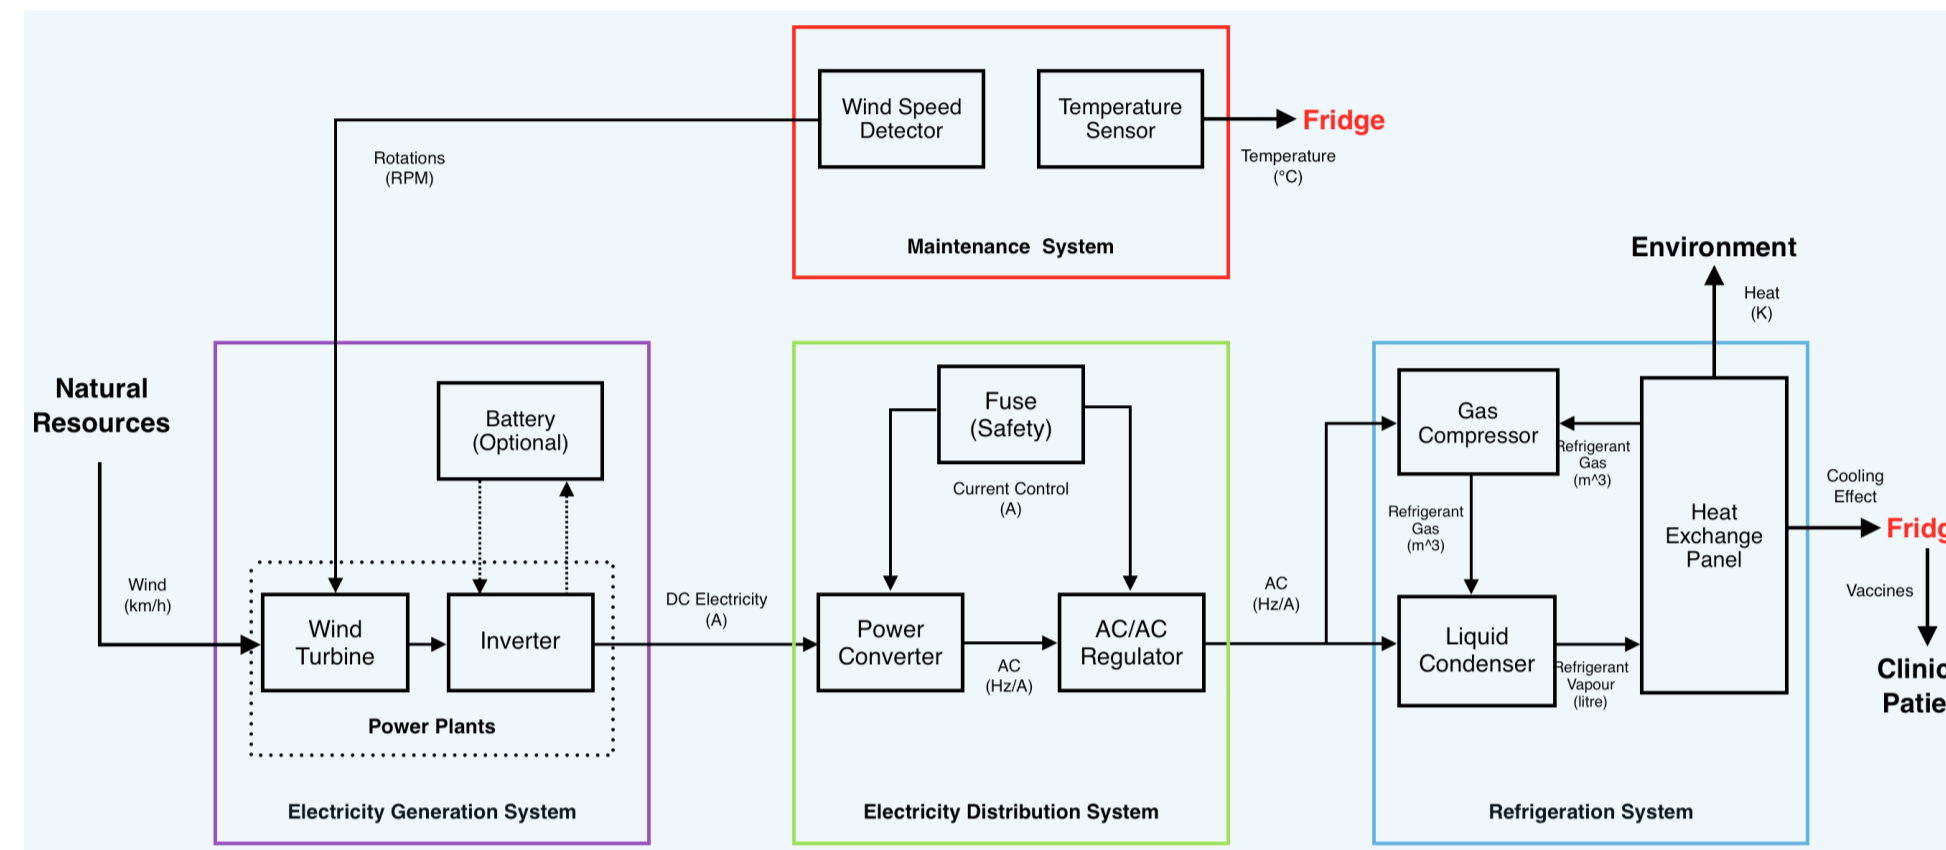 Wind Speed
Detector
Temperature
Sensor
Fridge
Temperature
(°C)
Rotations
(RPM)
Maintenance System
Environment
Heat
(K)
Natural
Resources
Wind
(km/h)
Battery
(Optional)
Wind
Turbine
Inverter
Power Plants
Electricity Generation System
DC Electricity
(A)
Fuse
(Safety)
Current Control
(A)
Power
Converter
AC
(Hz/A)
AC/AC
Regulator
Electricity Distribution System
AC
(Hz/A)
Gas
Compressor
Refrigerant
Gas
(m^3)
Refrigerant
Gas
(m^3)
Liquid
Condenser
Refrigerant
Vapour
(litre)
Heat
Exchange
Panel
Refrigeration System
Cooling
Effect
Fridg
Vaccines
Clinic
Patie